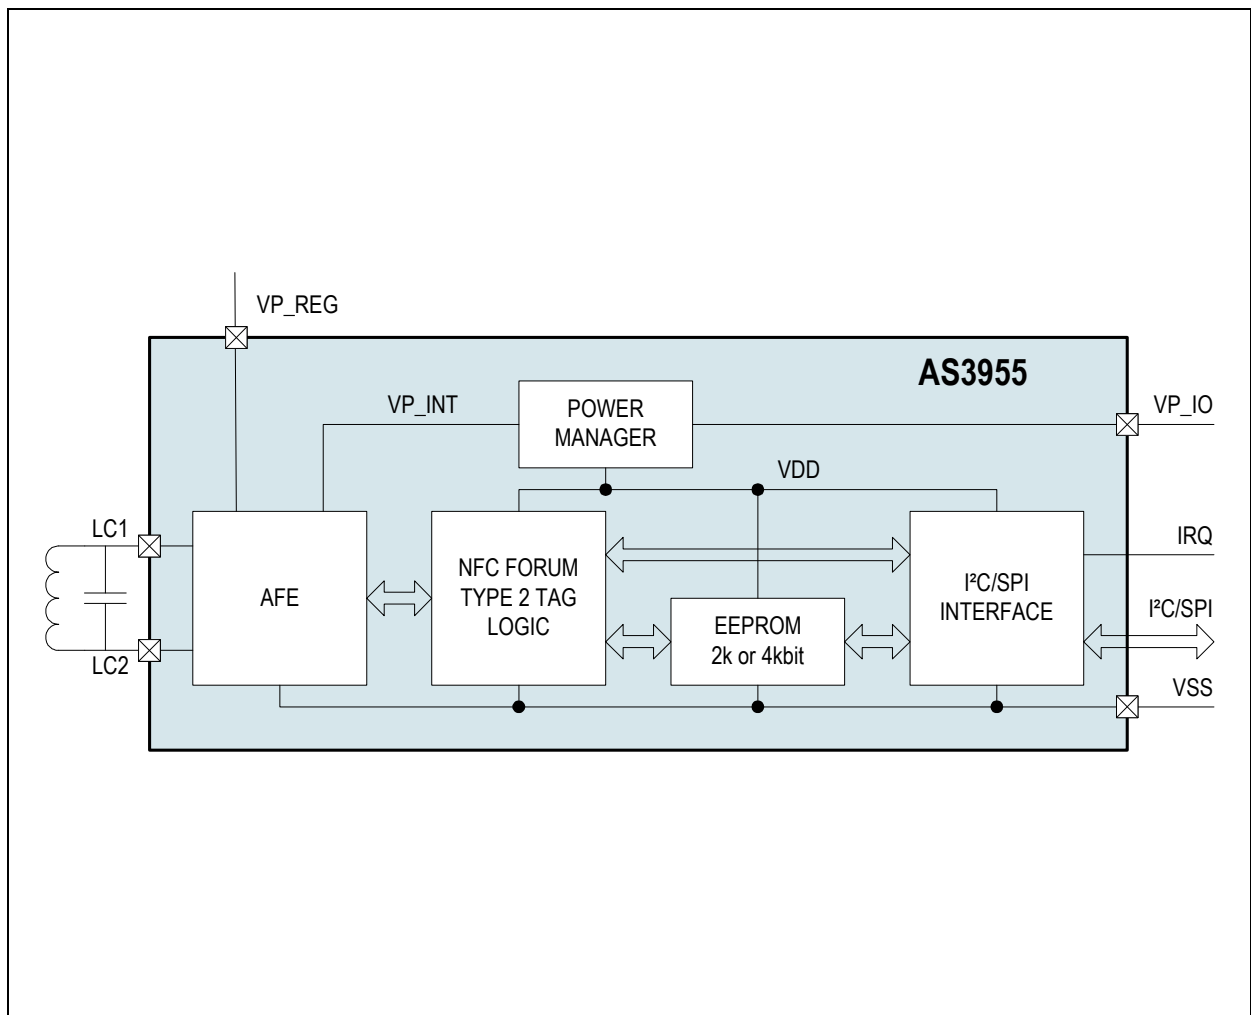 VP_REG
AS3955
VP_INT
POWER
MANAGER
VP_IO
VDD
LC1
IRQ
AFE
NFC FORUM
TYPE 2 TAG
LOGIC
I²C/SPI
INTERFACE
I²C/SPI
EEPROM
2k or 4kbit
LC2
VSS